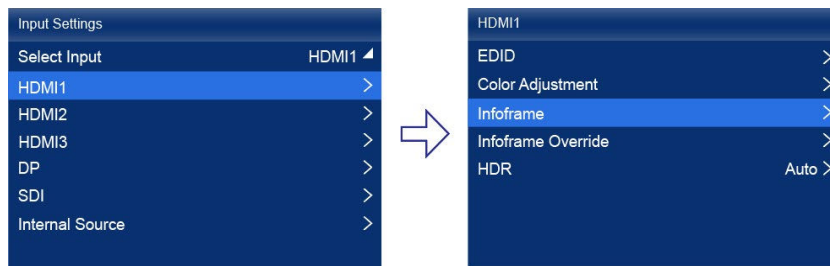 Input Settings
Select Input HDMI1
HDMI1
HDMI2
HDMI3
DP
SDI
Internal Source
HDMI1
EDID
Color Adjustment
Infoframe
Infoframe Override
HDR Auto